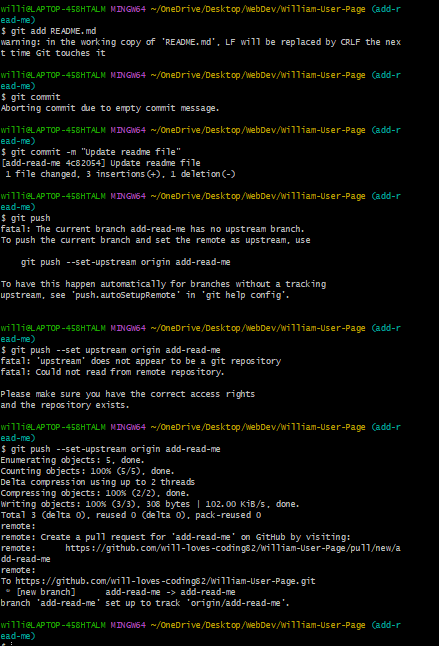 willi@LAPTOP-458HTALM MINGW64 ~/OneDrive/Desktop/WebDev/William-User-Page (add-r
ead-me)
$ git add README.md
warning: in the working copy of 'README.md', LF will be replaced by CRLF the nex
t time Git touches it
willi@LAPTOP-458HTALM MINGW64 ~/OneDrive/Desktop/WebDev/William-User-Page (add-r
ead-me)
$ git commit
Aborting commit due to empty commit message.
willi@LAPTOP-458HTALM MINGW64 ~/OneDrive/Desktop/WebDev/William-User-Page (add-r
ead-me)
$ git commit -m "Update readme file"
[add-read-me 4c82054] Update readme file
 1 file changed, 3 insertions(+), 1 deletion(-)
willi@LAPTOP-458HTALM MINGW64 ~/OneDrive/Desktop/WebDev/William-User-Page (add-r
ead-me)
$ git push
fatal: The current branch add-read-me has no upstream branch.
To push the current branch and set the remote as upstream, use
    git push --set-upstream origin add-read-me
To have this happen automatically for branches without a tracking
upstream, see 'push.autoSetupRemote' in 'git help config'.
willi@LAPTOP-458HTALM MINGW64 ~/OneDrive/Desktop/WebDev/William-User-Page (add-r
ead-me)
$ git push --set upstream origin add-read-me
fatal: 'upstream' does not appear to be a git repository
fatal: Could not read from remote repository.
Please make sure you have the correct access rights
and the repository exists.
willi@LAPTOP-458HTALM MINGW64 ~/OneDrive/Desktop/WebDev/William-User-Page (add-r
ead-me)
$ git push --set-upstream origin add-read-me
Enumerating objects: 5, done.
Counting objects: 100% (5/5), done.
Delta compression using up to 2 threads
Compressing objects: 100% (2/2), done.
Writing objects: 100% (3/3), 308 bytes | 102.00 KiB/s, done.
Total 3 (delta 0), reused 0 (delta 0), pack-reused 0
remote:
remote: Create a pull request for 'add-read-me' on GitHub by visiting:
remote:      https://github.com/will-loves-coding82/William-User-Page/pull/new/a
dd-read-me
remote:
To https://github.com/will-loves-coding82/William-User-Page.git
 * [new branch]      add-read-me -> add-read-me
branch 'add-read-me' set up to track 'origin/add-read-me'.
willi@LAPTOP-458HTALM MINGW64 ~/OneDrive/Desktop/WebDev/William-User-Page (add-r
ead-me)
$